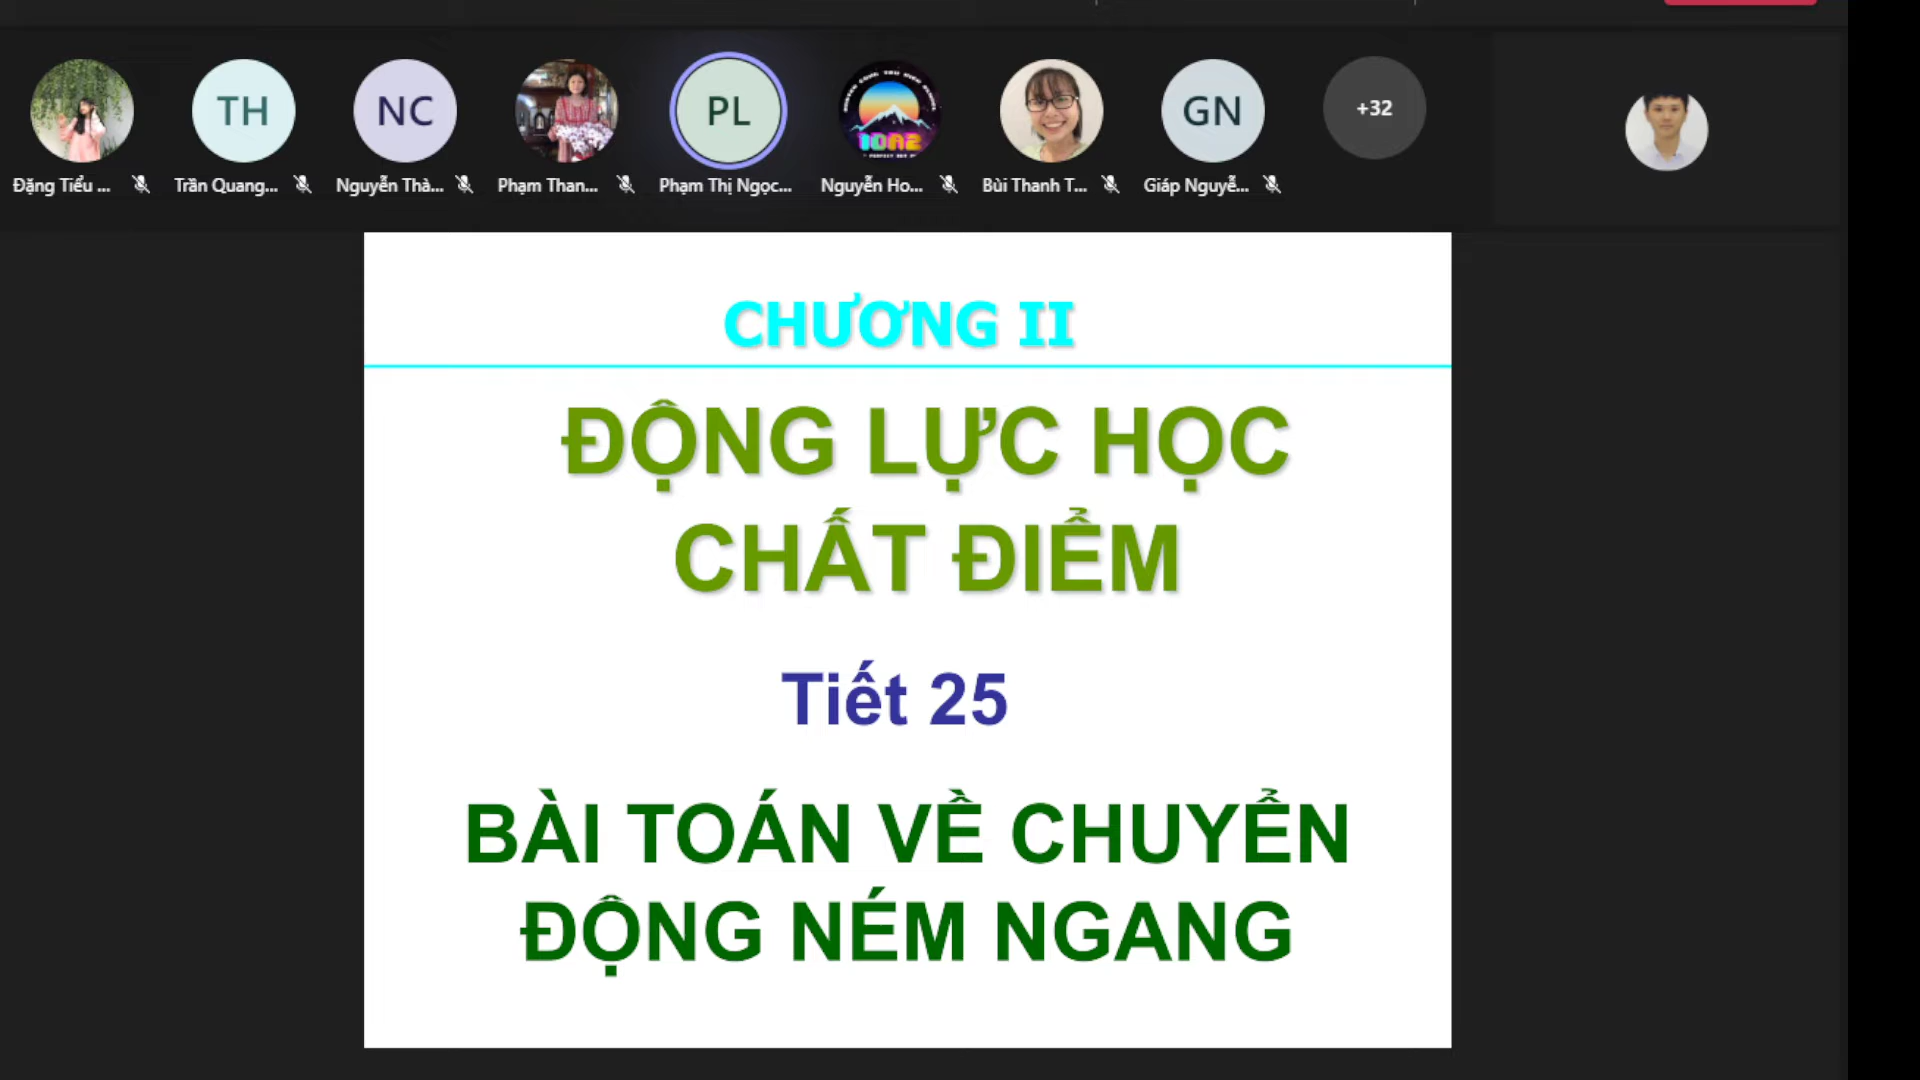 TH
NC
PL
10A2
GN
+32
Đặng Tiểu ...
Trần Quang...
Nguyễn Thà...
Phạm Than...
Phạm Thị Ngọc...
Nguyễn Ho...
Bùi Thanh T...
Giáp Nguyễ...
CHƯƠNG II
ĐỘNG LỰC HỌC
CHẤT ĐIỂM
Tiết 25
BÀI TOÁN VỀ CHUYỂN
ĐỘNG NÉM NGANG